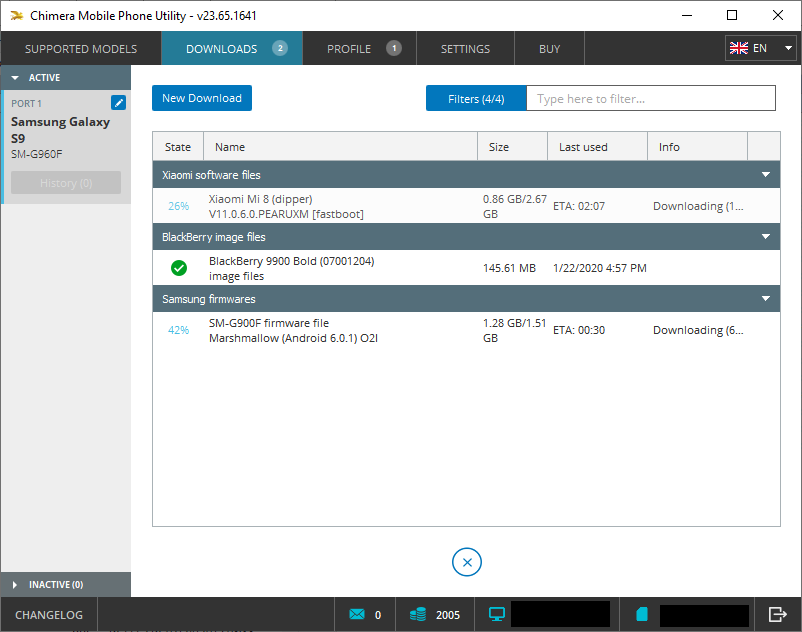 Chimera Mobile Phone Utility - v23.65.1641
SUPPORTED MODELS
DOWNLOADS 2
PROFILE 1
SETTINGS
BUY
EN
ACTIVE
PORT 1
Samsung Galaxy
S9
SM-G960F
History (0)
New Download
Filters (4/4)
Type here to filter...
State Name Size Last used Info
Xiaomi software files
26%
Xiaomi Mi 8 (dipper)
V11.0.6.0.PEARUXM [fastboot]
0.86 GB/2.67
GB
ETA: 02:07
Downloading (1...
BlackBerry image files
BlackBerry 9900 Bold (07001204)
image files
145.61 MB
1/22/2020 4:57 PM
Samsung firmwares
42%
SM-G900F firmware file
Marshmallow (Android 6.0.1) O2I
1.28 GB/1.51
GB
ETA: 00:30
Downloading (6...
INACTIVE (0)
CHANGELOG
0
2005